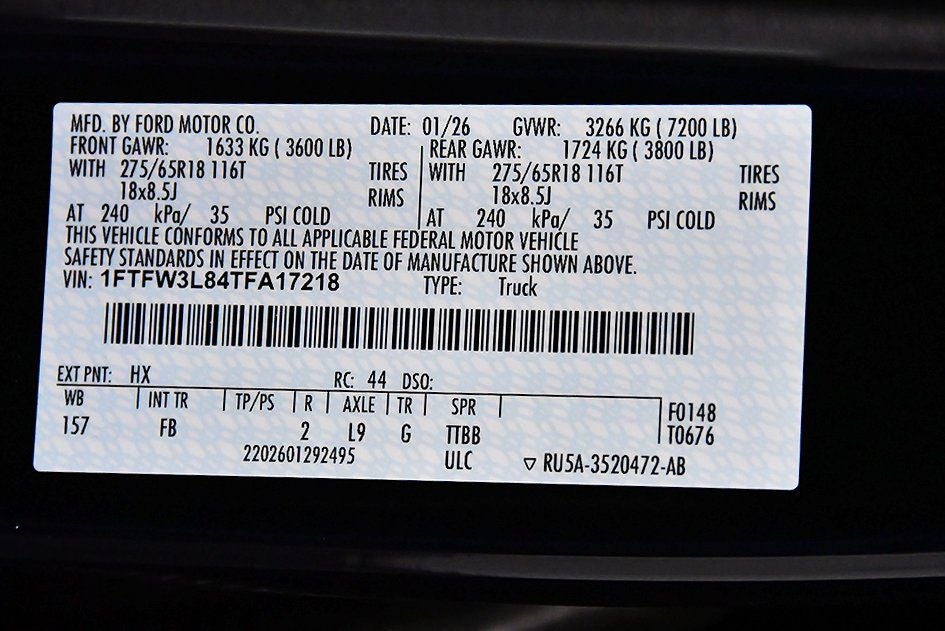 MFD. BY FORD MOTOR CO. DATE: 01/26 GVWR: 3266 KG ( 7200 LB)
FRONT GAWR: 1633 KG ( 3600 LB) REAR GAWR: 1724 KG ( 3800 LB)
WITH 275/65R18 116T TIRES WITH 275/65R18 116T TIRES
18x8.5J RIMS 18x8.5J RIMS
AT 240 kPa/ 35 PSI COLD AT 240 kPa/ 35 PSI COLD
THIS VEHICLE CONFORMS TO ALL APPLICABLE FEDERAL MOTOR VEHICLE
SAFETY STANDARDS IN EFFECT ON THE DATE OF MANUFACTURE SHOWN ABOVE.
VIN: 1FTFW3L84TFA17218 TYPE: Truck
EXT PNT: HX RC: 44 DSO:
WB INT TR TP/PS R AXLE TR SPR F0148
157 FB 2 L9 G TTBB T0676
2202601292495 ULC ▽ RU5A-3520472-AB